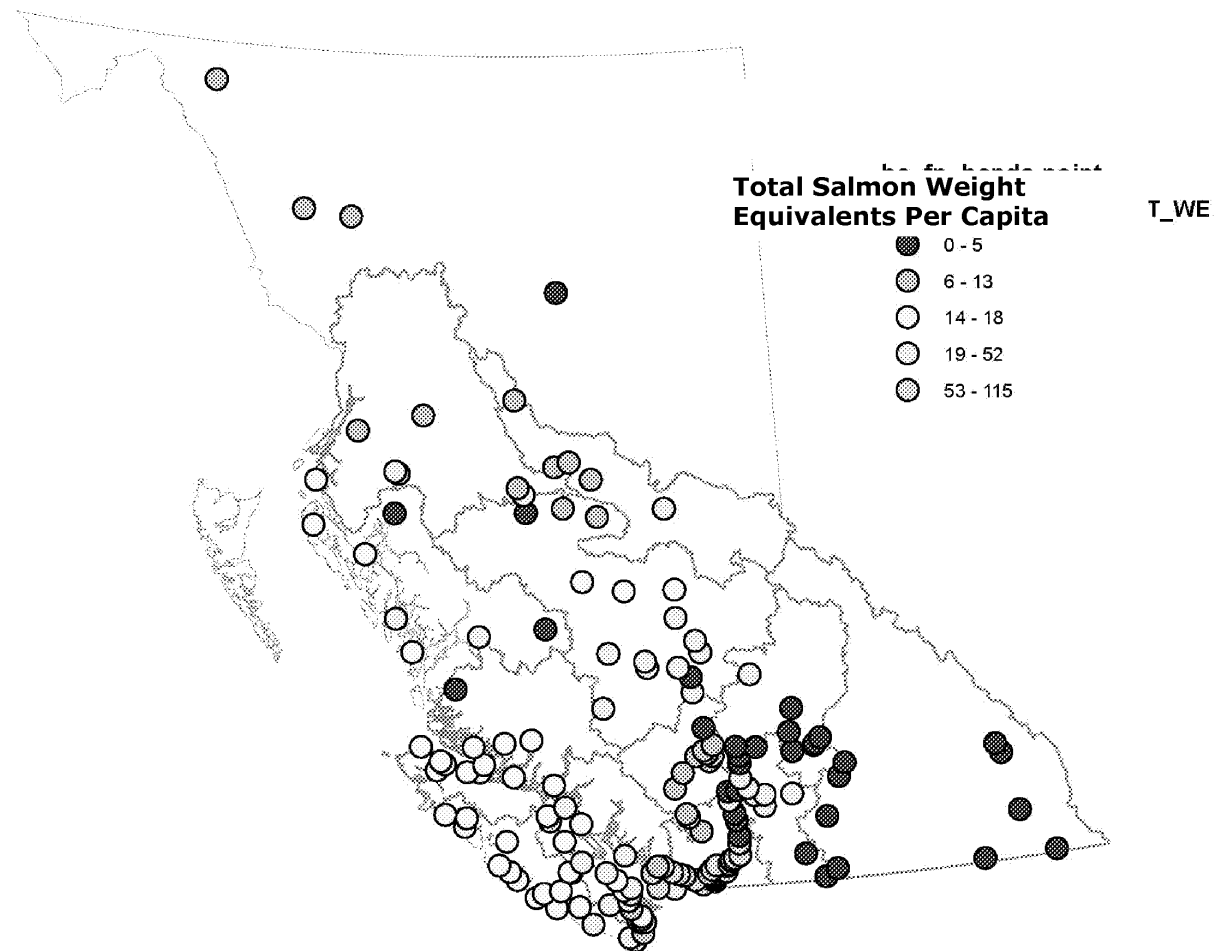 Total Salmon Weight
Equivalents Per Capita
T_WE
0 - 5
6 - 13
14 - 18
19 - 52
53 - 115